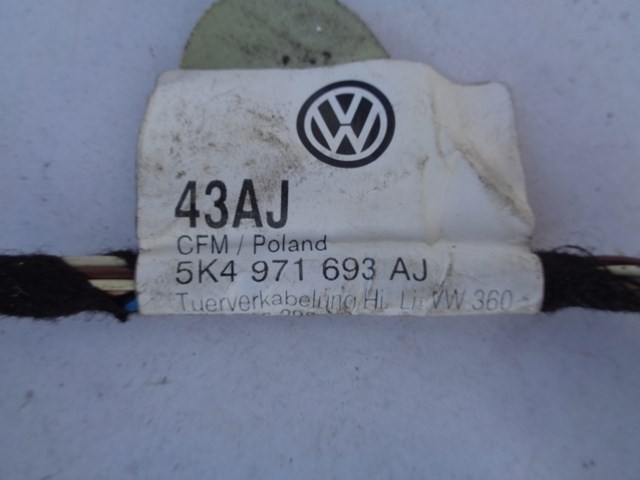 43AJ
CFM / Poland
5K4 971 693 AJ
Tuerverkabelung Hi. Li. VW 360